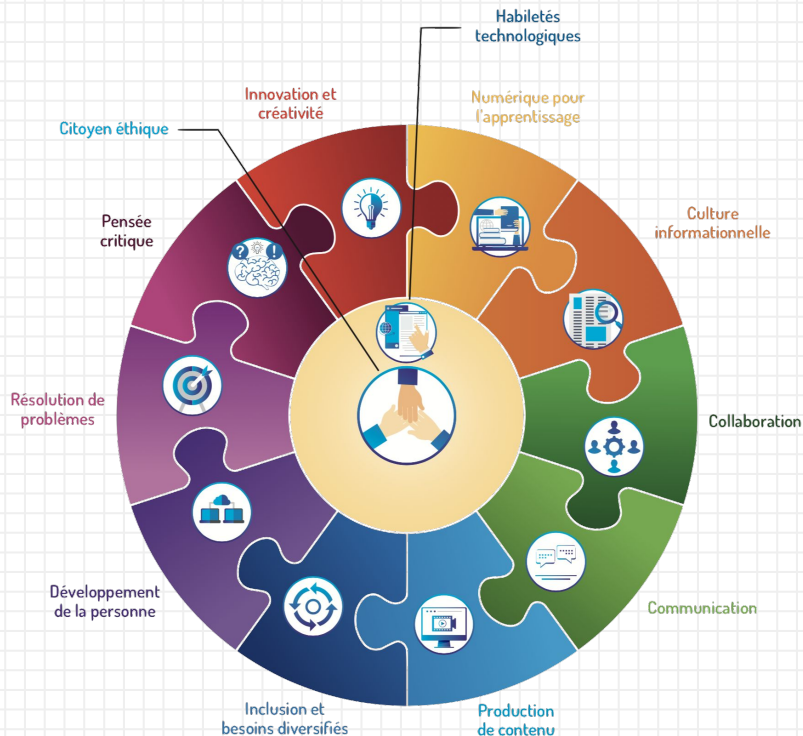 Habiletés
technologiques
Innovation et
créativité
Numérique pour
l'apprentissage
Citoyen éthique
Pensée
critique
Culture
informationnelle
?
!
Résolution de
problèmes
Collaboration
Développement
de la personne
Communication
Inclusion et
besoins diversifiés
Production
de contenu